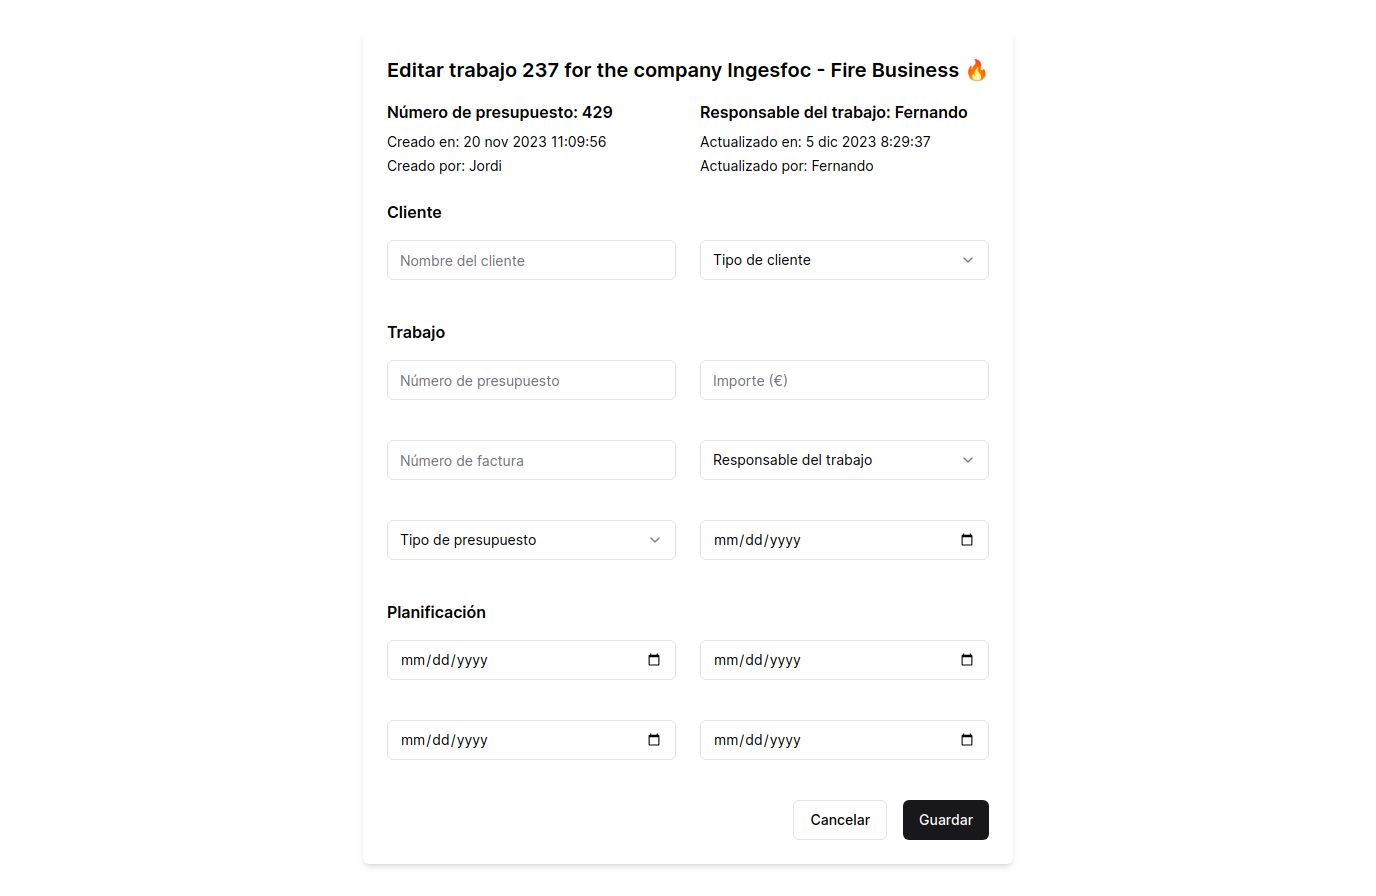 Editar trabajo 237 for the company Ingesfoc - Fire Business 🔥
Número de presupuesto: 429
Responsable del trabajo: Fernando
Creado en: 20 nov 2023 11:09:56
Actualizado en: 5 dic 2023 8:29:37
Creado por: Jordi
Actualizado por: Fernando
Cliente
Nombre del cliente
Tipo de cliente
Trabajo
Número de presupuesto
Importe (€)
Número de factura
Responsable del trabajo
Tipo de presupuesto
mm/dd/yyyy
Planificación
mm/dd/yyyy
mm/dd/yyyy
mm/dd/yyyy
mm/dd/yyyy
Cancelar
Guardar